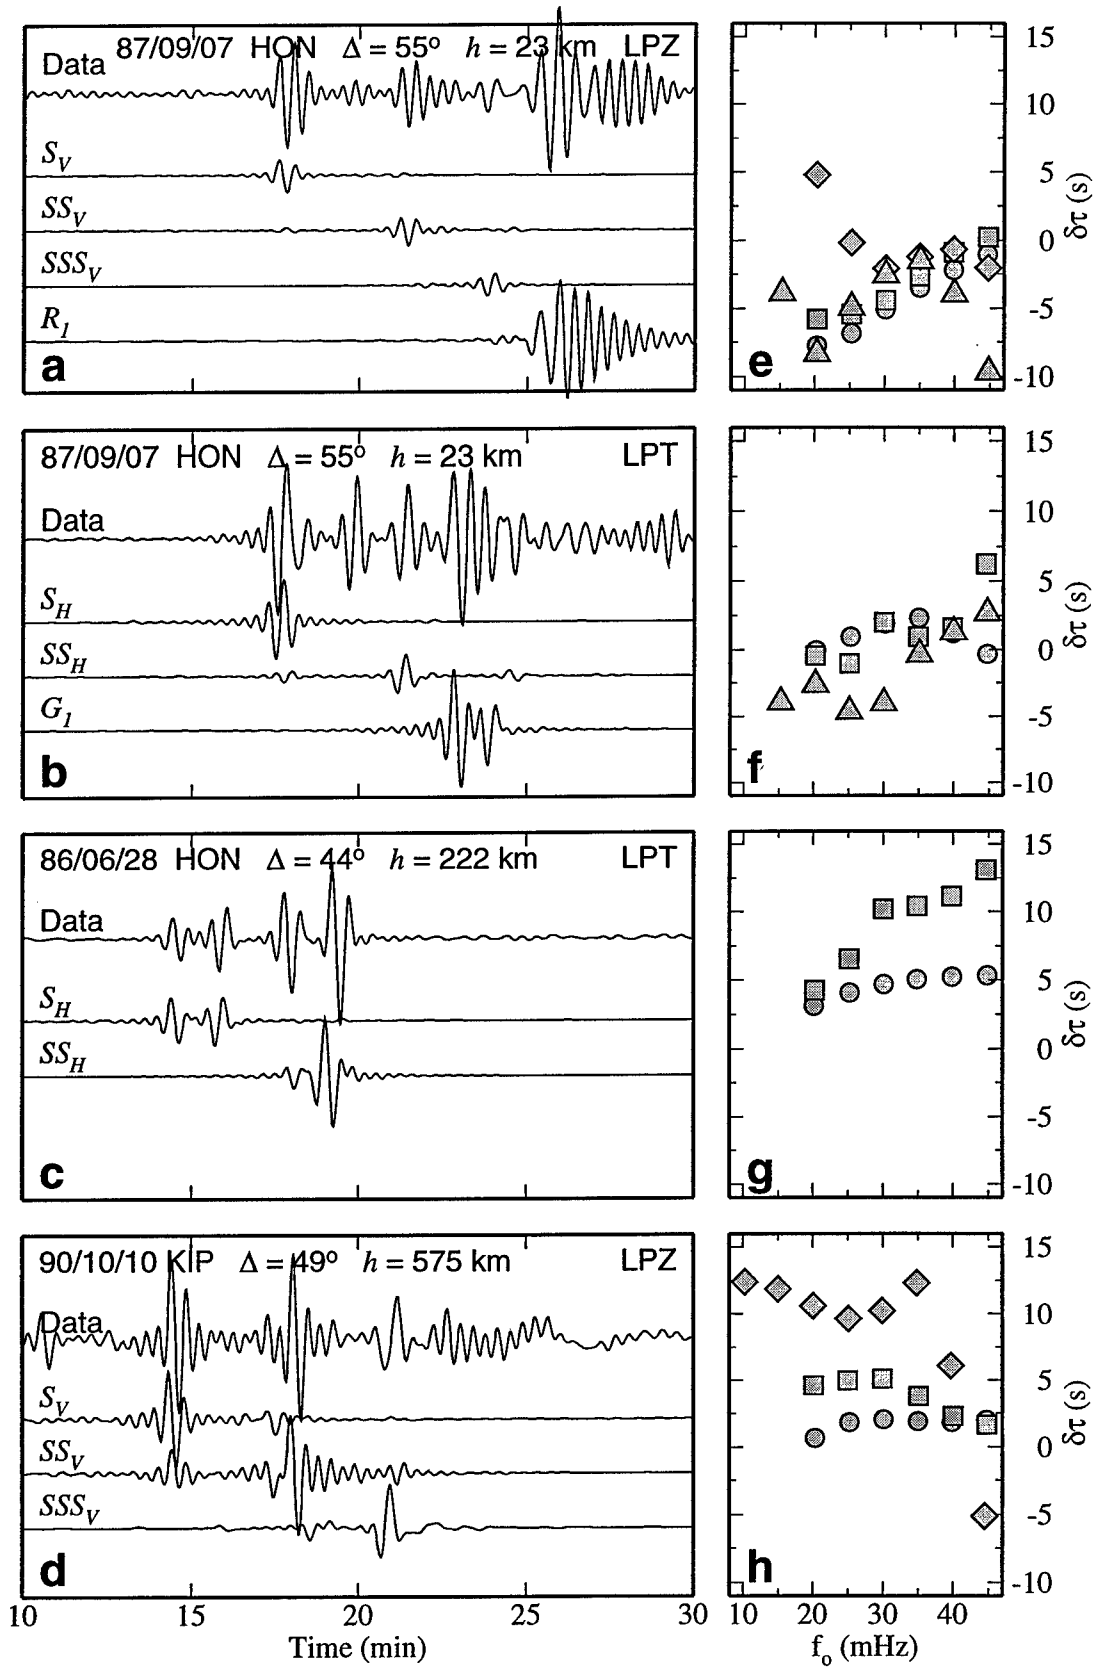 87/09/07 HON Δ = 55° h = 23 km LPZ
Data
S_V
SS_V
SSS_V
R_1
a
15
10
5
0
-5
-10
δτ (s)
e
87/09/07 HON Δ = 55° h = 23 km LPT
Data
S_H
SS_H
G_1
b
15
10
5
0
-5
-10
δτ (s)
f
86/06/28 HON Δ = 44° h = 222 km LPT
Data
S_H
SS_H
c
15
10
5
0
-5
-10
δτ (s)
g
90/10/10 KIP Δ = 49° h = 575 km LPZ
Data
S_V
SS_V
SSS_V
d
15
10
5
0
-5
-10
δτ (s)
h
10 15 20 25 30
Time (min)
10 20 30 40
f_o (mHz)